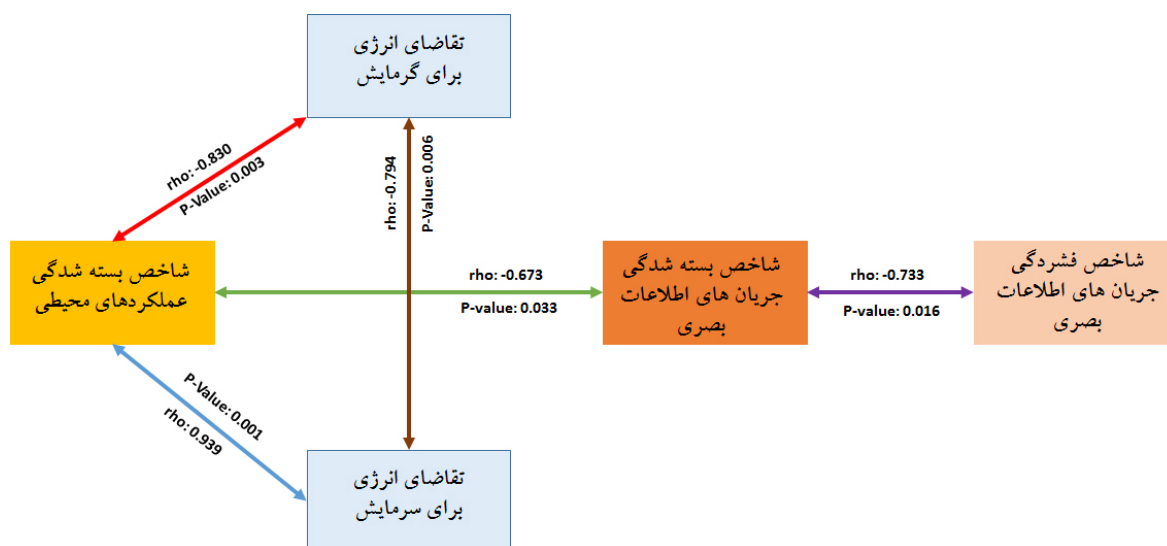 تقاضای انرژی
برای گرمایش
rho: -0.830
P-Value: 0.003
rho: -0.794
P-Value: 0.006
شاخص بسته شدگی
عملکردهای محیطی
rho: -0.673
P-value: 0.033
شاخص بسته شدگی
جریان های اطلاعات
بصری
rho: -0.733
P-value: 0.016
شاخص فشردگی
جریان های اطلاعات
بصری
P-Value: 0.001
rho: 0.939
تقاضای انرژی
برای سرمایش